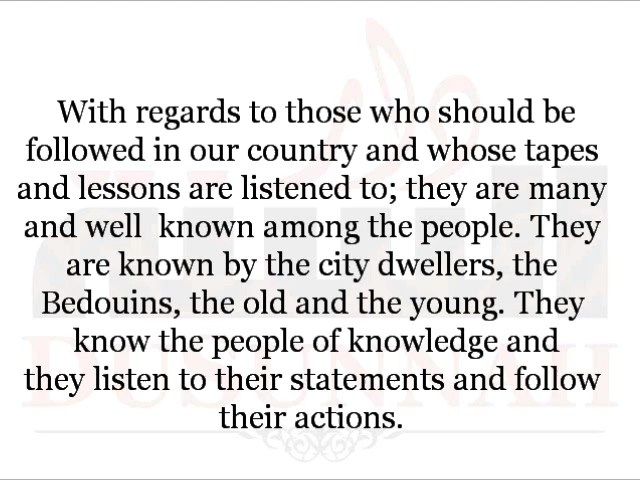 With regards to those who should be
followed in our country and whose tapes
and lessons are listened to; they are many
and well  known among the people. They
are known by the city dwellers, the
Bedouins, the old and the young. They
know the people of knowledge and
they listen to their statements and follow
their actions.
DUSUNNAH